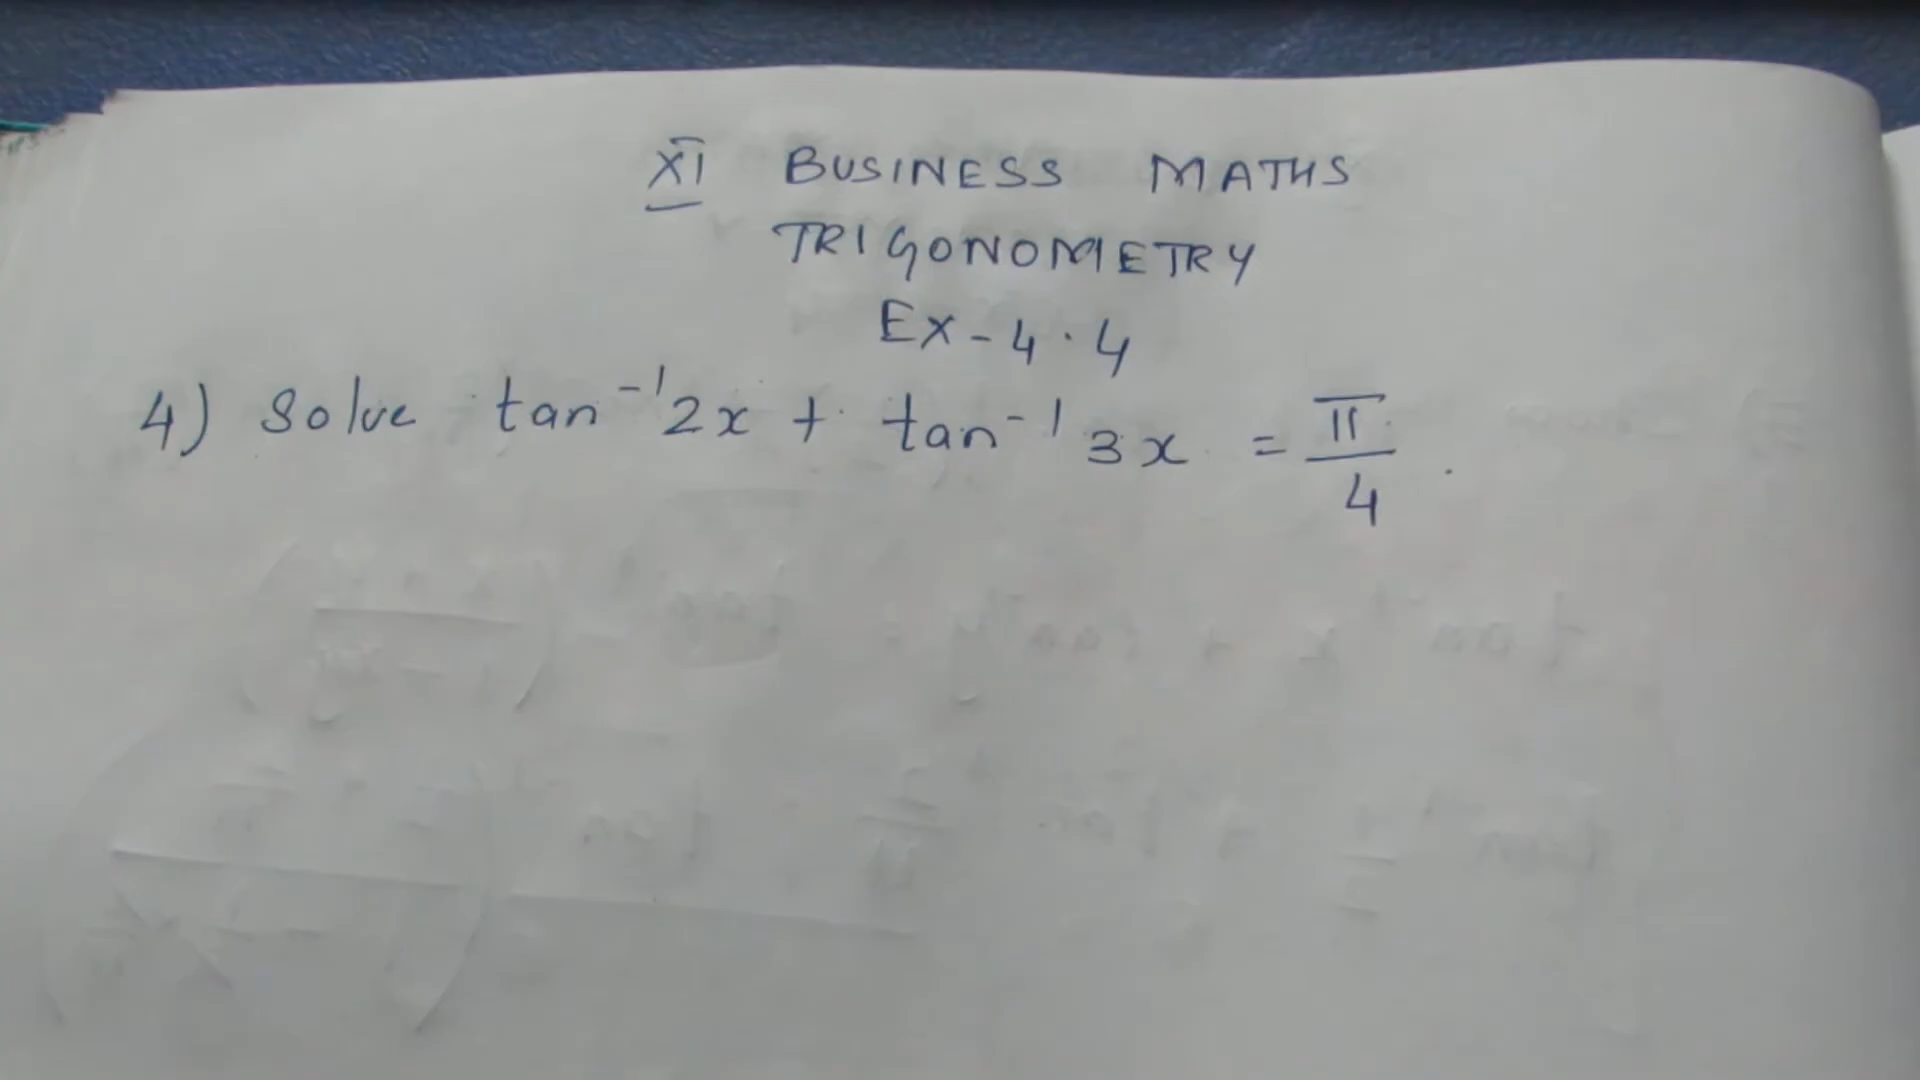 XI BUSINESS MATHS
TRIGONOMETRY
EX-4.4
4) Solve tan⁻¹2x + tan⁻¹3x = π/4.